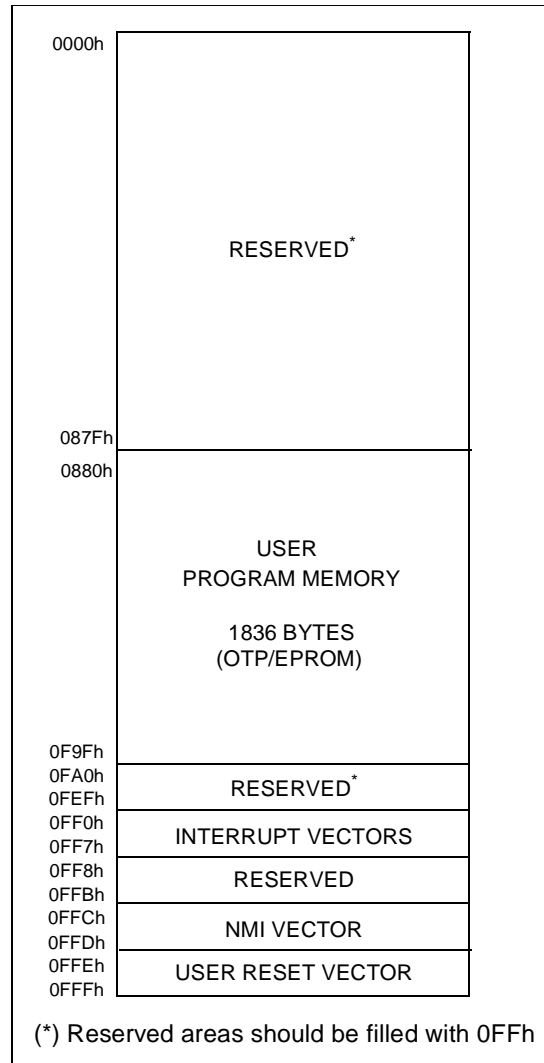 0000h
RESERVED*
087Fh
0880h
USER
PROGRAM MEMORY
1836 BYTES
(OTP/EPROM)
0F9Fh
0FA0h
RESERVED*
0FEFh
0FF0h
INTERRUPT VECTORS
0FF7h
0FF8h
RESERVED
0FFBh
0FFCh
NMI VECTOR
0FFDh
0FFEh
USER RESET VECTOR
0FFFh
(*) Reserved areas should be filled with 0FFh